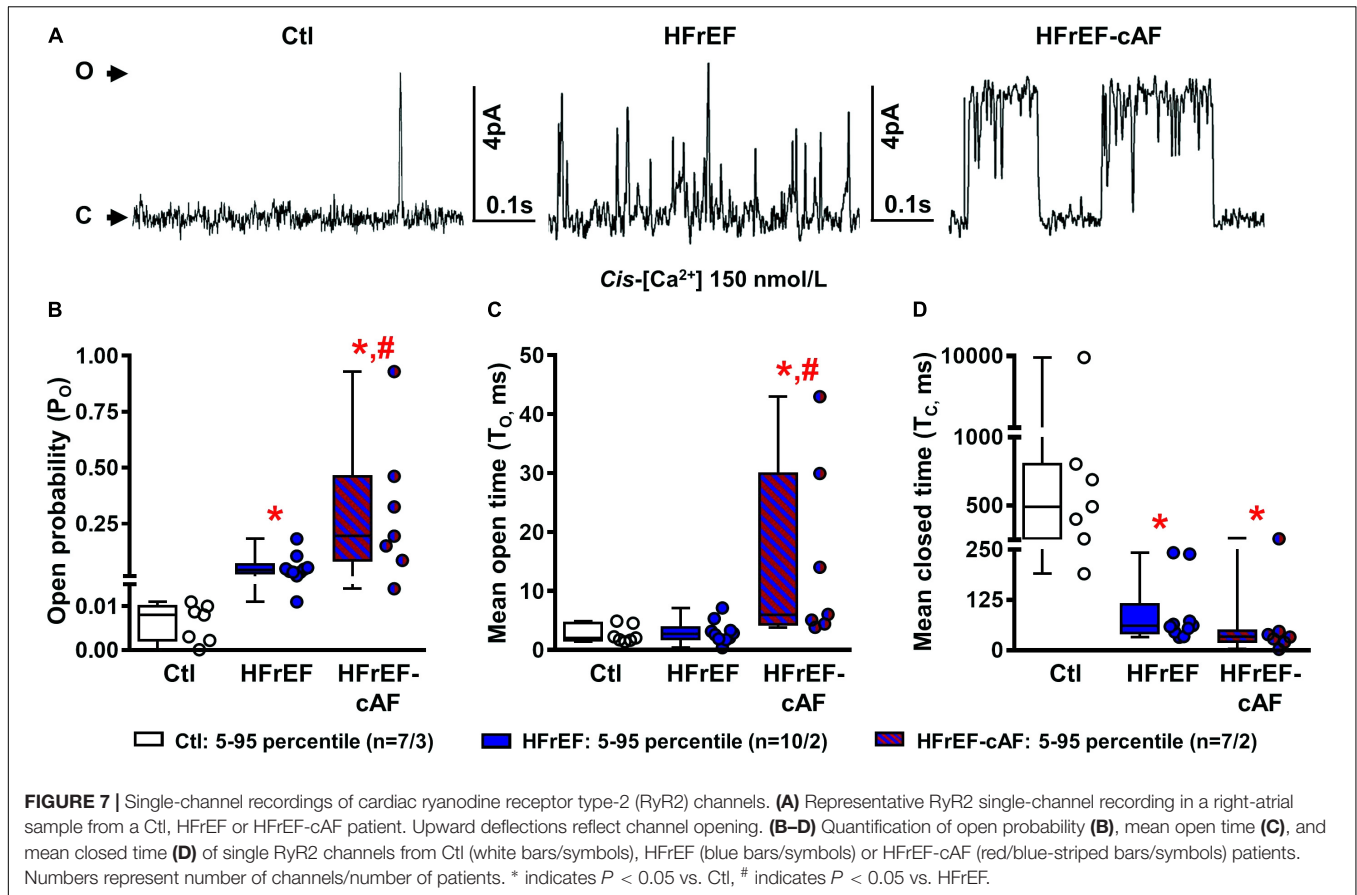 A
Ctl
HFrEF
HFrEF-cAF
O
C
4pA
0.1s
4pA
0.1s
Cis-[Ca²⁺] 150 nmol/L
B
Open probability (P_O)
1.00
0.75
0.50
0.25
0.01
0.00
*
*,#
Ctl
HFrEF
HFrEF-
cAF
C
Mean open time (T_O, ms)
50
40
30
20
10
0
*,#
Ctl
HFrEF
HFrEF-
cAF
D
Mean closed time (T_C, ms)
10000
1000
500
250
125
0
*
*
Ctl
HFrEF
HFrEF-
cAF
Ctl: 5-95 percentile (n=7/3)
HFrEF: 5-95 percentile (n=10/2)
HFrEF-cAF: 5-95 percentile (n=7/2)
FIGURE 7 | Single-channel recordings of cardiac ryanodine receptor type-2 (RyR2) channels. (A) Representative RyR2 single-channel recording in a right-atrial
sample from a Ctl, HFrEF or HFrEF-cAF patient. Upward deflections reflect channel opening. (B–D) Quantification of open probability (B), mean open time (C), and
mean closed time (D) of single RyR2 channels from Ctl (white bars/symbols), HFrEF (blue bars/symbols) or HFrEF-cAF (red/blue-striped bars/symbols) patients.
Numbers represent number of channels/number of patients. * indicates P < 0.05 vs. Ctl, # indicates P < 0.05 vs. HFrEF.